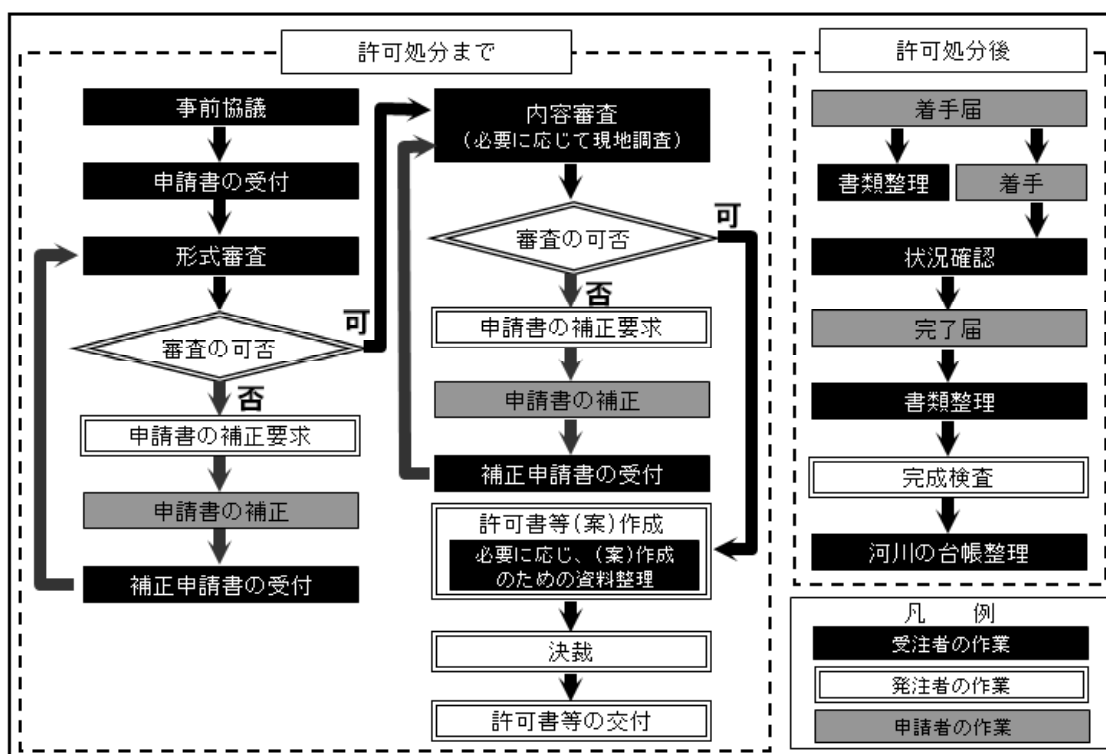 許可処分まで
事前協議
申請書の受付
形式審査
審査の可否
可
否
申請書の補正要求
申請書の補正
補正申請書の受付
内容審査
(必要に応じて現地調査)
審査の可否
可
否
申請書の補正要求
申請書の補正
補正申請書の受付
許可書等(案)作成
必要に応じ、(案)作成
のための資料整理
決裁
許可書等の交付
許可処分後
着手届
書類整理
着手
状況確認
完了届
書類整理
完成検査
河川の台帳整理
凡 例
受注者の作業
発注者の作業
申請者の作業